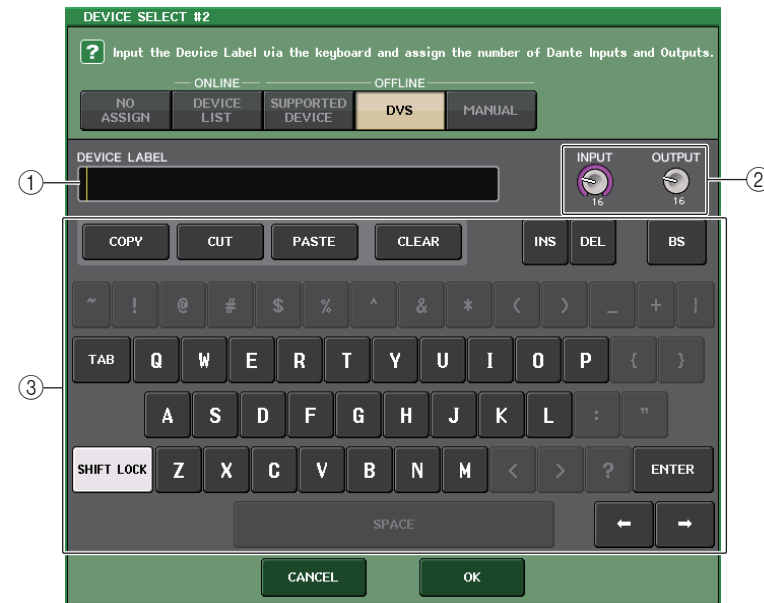 DEVICE SELECT #2
? Input the Device Label via the keyboard and assign the number of Dante Inputs and Outputs.
ONLINE OFFLINE
NO ASSIGN DEVICE LIST SUPPORTED DEVICE DVS MANUAL
DEVICE LABEL INPUT OUTPUT
① ②
16 16
COPY CUT PASTE CLEAR INS DEL BS
~ ! @ # $ % ^ & * ( ) _ + |
TAB Q W E R T Y U I O P { }
③
A S D F G H J K L : "
SHIFT LOCK Z X C V B N M < > ? ENTER
SPACE ← →
CANCEL OK